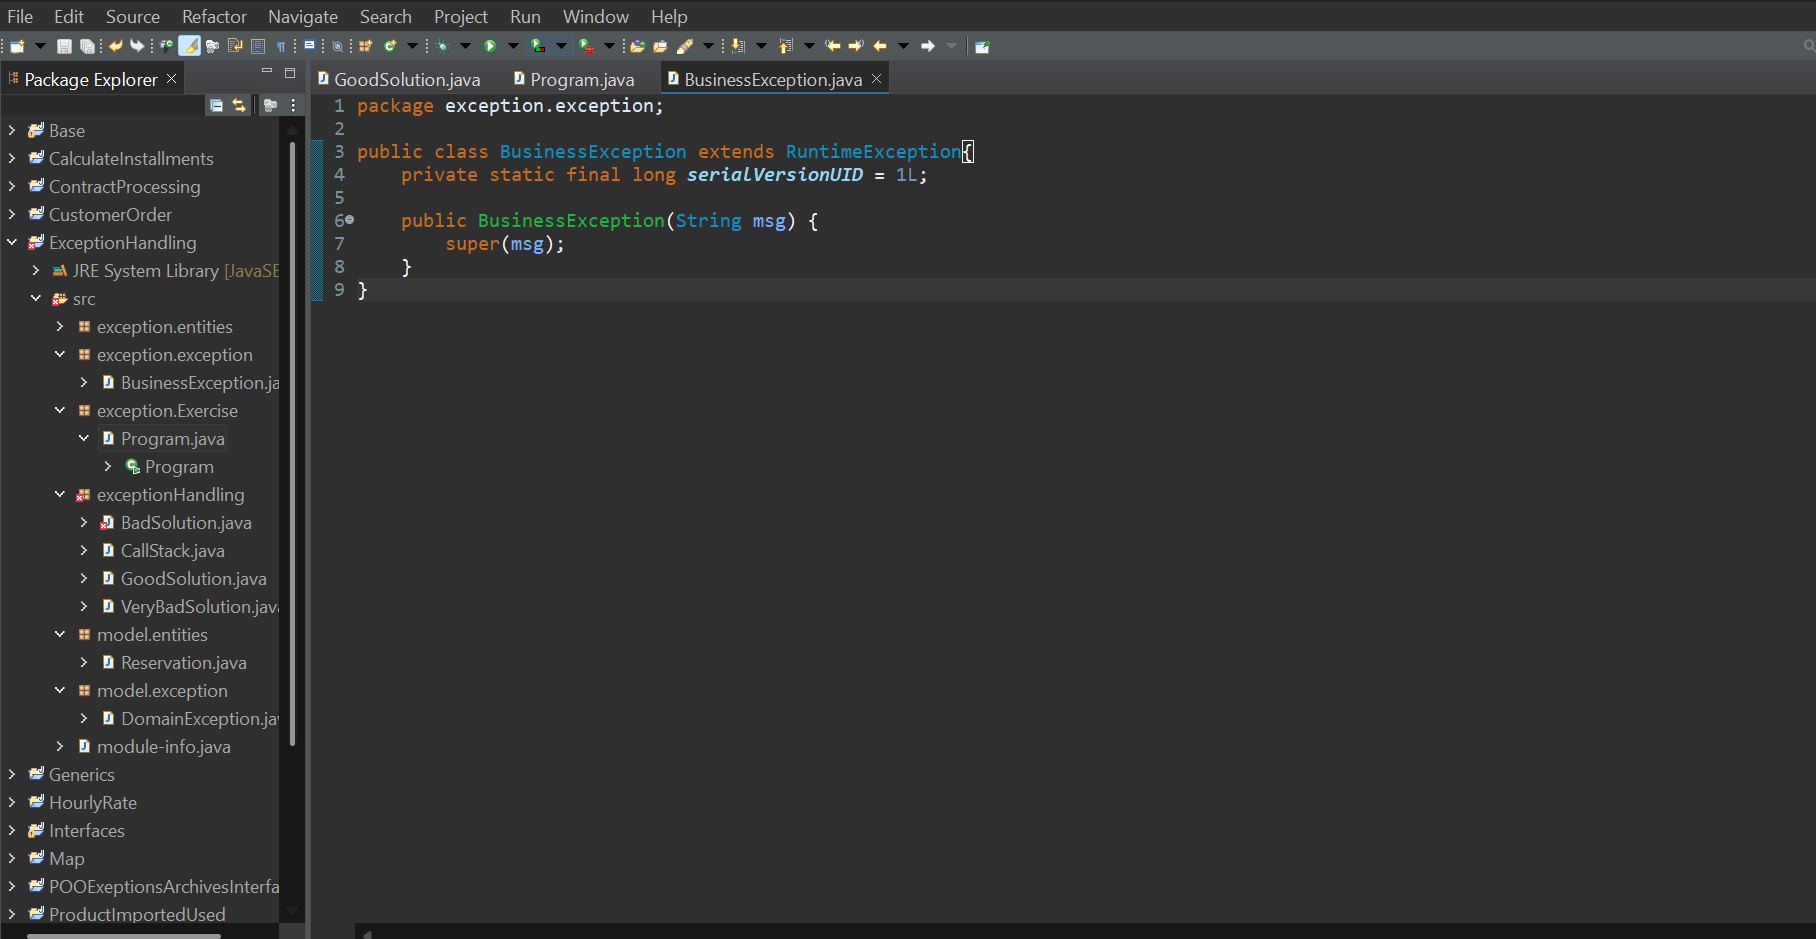 File Edit Source Refactor Navigate Search Project Run Window Help
Package Explorer
GoodSolution.java Program.java BusinessException.java
Base
CalculateInstallments
ContractProcessing
CustomerOrder
ExceptionHandling
JRE System Library [JavaSE
src
exception.entities
exception.exception
BusinessException.ja
exception.Exercise
Program.java
Program
exceptionHandling
BadSolution.java
CallStack.java
GoodSolution.java
VeryBadSolution.java
model.entities
Reservation.java
model.exception
DomainException.jav
module-info.java
Generics
HourlyRate
Interfaces
Map
POOExeptionsArchivesInterfa
ProductImportedUsed
1 package exception.exception;
2
3 public class BusinessException extends RuntimeException{
4 private static final long serialVersionUID = 1L;
5
6 public BusinessException(String msg) {
7 super(msg);
8 }
9 }